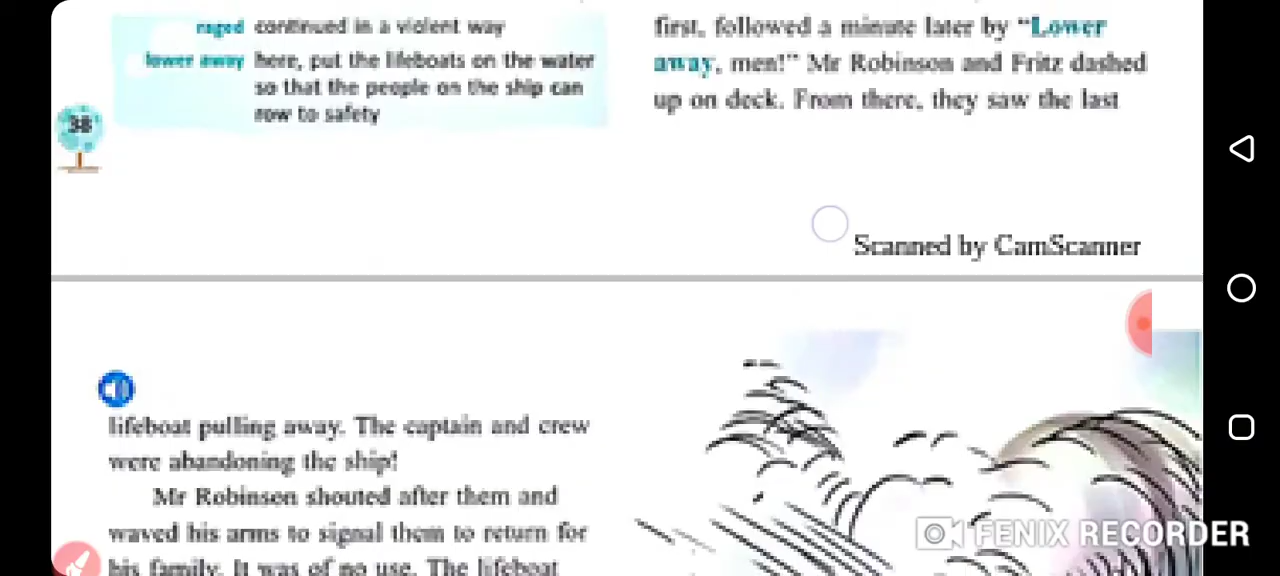 raged continued in a violent way
lower away here, put the lifeboats on the water
so that the people on the ship can
row to safety
38
first, followed a minute later by “Lower
away, men!” Mr Robinson and Fritz dashed
up on deck. From there, they saw the last
Scanned by CamScanner
lifeboat pulling away. The captain and crew
were abandoning the ship!
Mr Robinson shouted after them and
waved his arms to signal them to return for
his family. It was of no use. The lifeboat
FENIX RECORDER